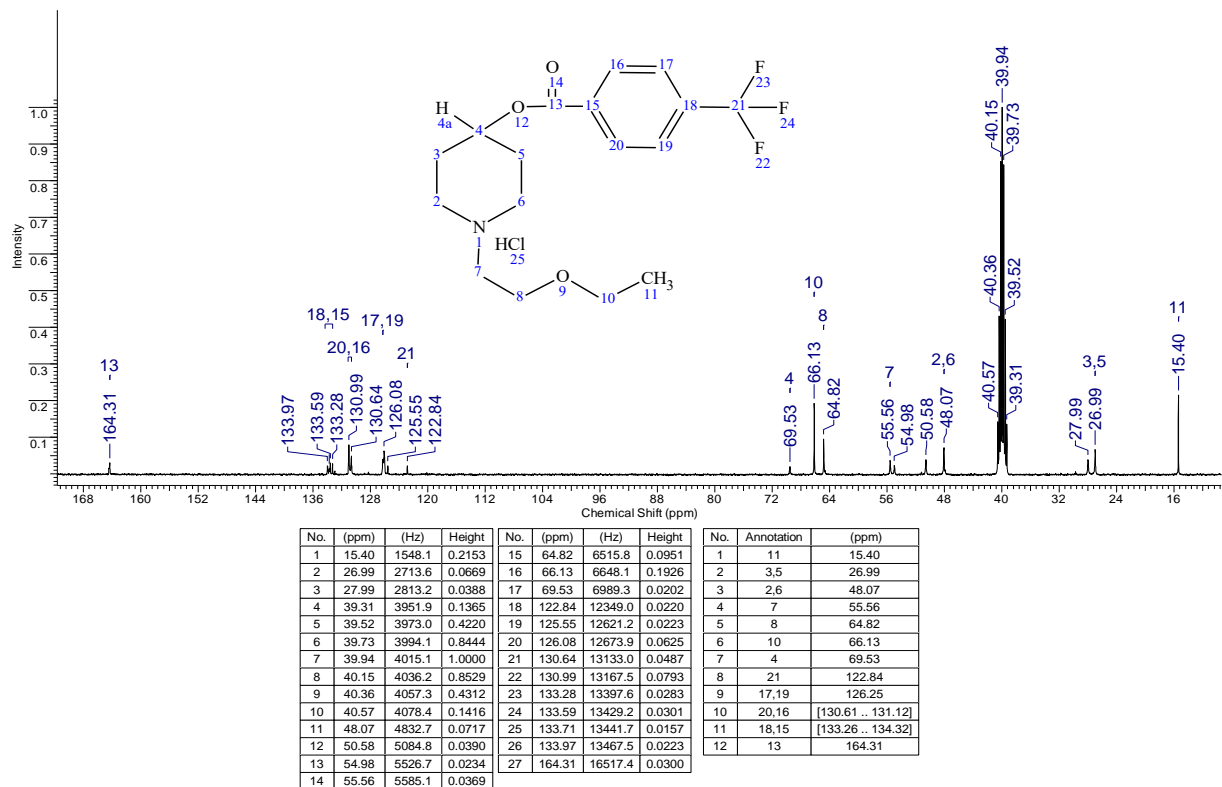 O
14
16
17
F
23
H
4a
4
O
12
13
15
18
21
F
24
3
5
20
19
F
22
2
6
N
1
HCl
25
7
8
O
9
10
CH3
11
Intensity
1.0
0.9
0.8
0.7
0.6
0.5
0.4
0.3
0.2
0.1
13
18,15
20,16
17,19
21
4
10
8
7
2,6
3,5
11
164.31
133.97
133.59
133.28
130.99
130.64
126.08
125.55
122.84
69.53
66.13
64.82
55.56
54.98
50.58
48.07
40.57
40.36
40.15
39.94
39.73
39.52
39.31
27.99
26.99
15.40
168 160 152 144 136 128 120 112 104 96 88 80 72 64 56 48 40 32 24 16
Chemical Shift (ppm)
No. (ppm) (Hz) Height
1 15.40 1548.1 0.2153
2 26.99 2713.6 0.0669
3 27.99 2813.2 0.0388
4 39.31 3951.9 0.1365
5 39.52 3973.0 0.4220
6 39.73 3994.1 0.8444
7 39.94 4015.1 1.0000
8 40.15 4036.2 0.8529
9 40.36 4057.3 0.4312
10 40.57 4078.4 0.1416
11 48.07 4832.7 0.0717
12 50.58 5084.8 0.0390
13 54.98 5526.7 0.0234
14 55.56 5585.1 0.0369
No. (ppm) (Hz) Height
15 64.82 6515.8 0.0951
16 66.13 6648.1 0.1926
17 69.53 6989.3 0.0202
18 122.84 12349.0 0.0220
19 125.55 12621.2 0.0223
20 126.08 12673.9 0.0625
21 130.64 13133.0 0.0487
22 130.99 13167.5 0.0793
23 133.28 13397.6 0.0283
24 133.59 13429.2 0.0301
25 133.71 13441.7 0.0157
26 133.97 13467.5 0.0223
27 164.31 16517.4 0.0300
No. Annotation (ppm)
1 11 15.40
2 3,5 26.99
3 2,6 48.07
4 7 55.56
5 8 64.82
6 10 66.13
7 4 69.53
8 21 122.84
9 17,19 126.25
10 20,16 [130.61 .. 131.12]
11 18,15 [133.26 .. 134.32]
12 13 164.31